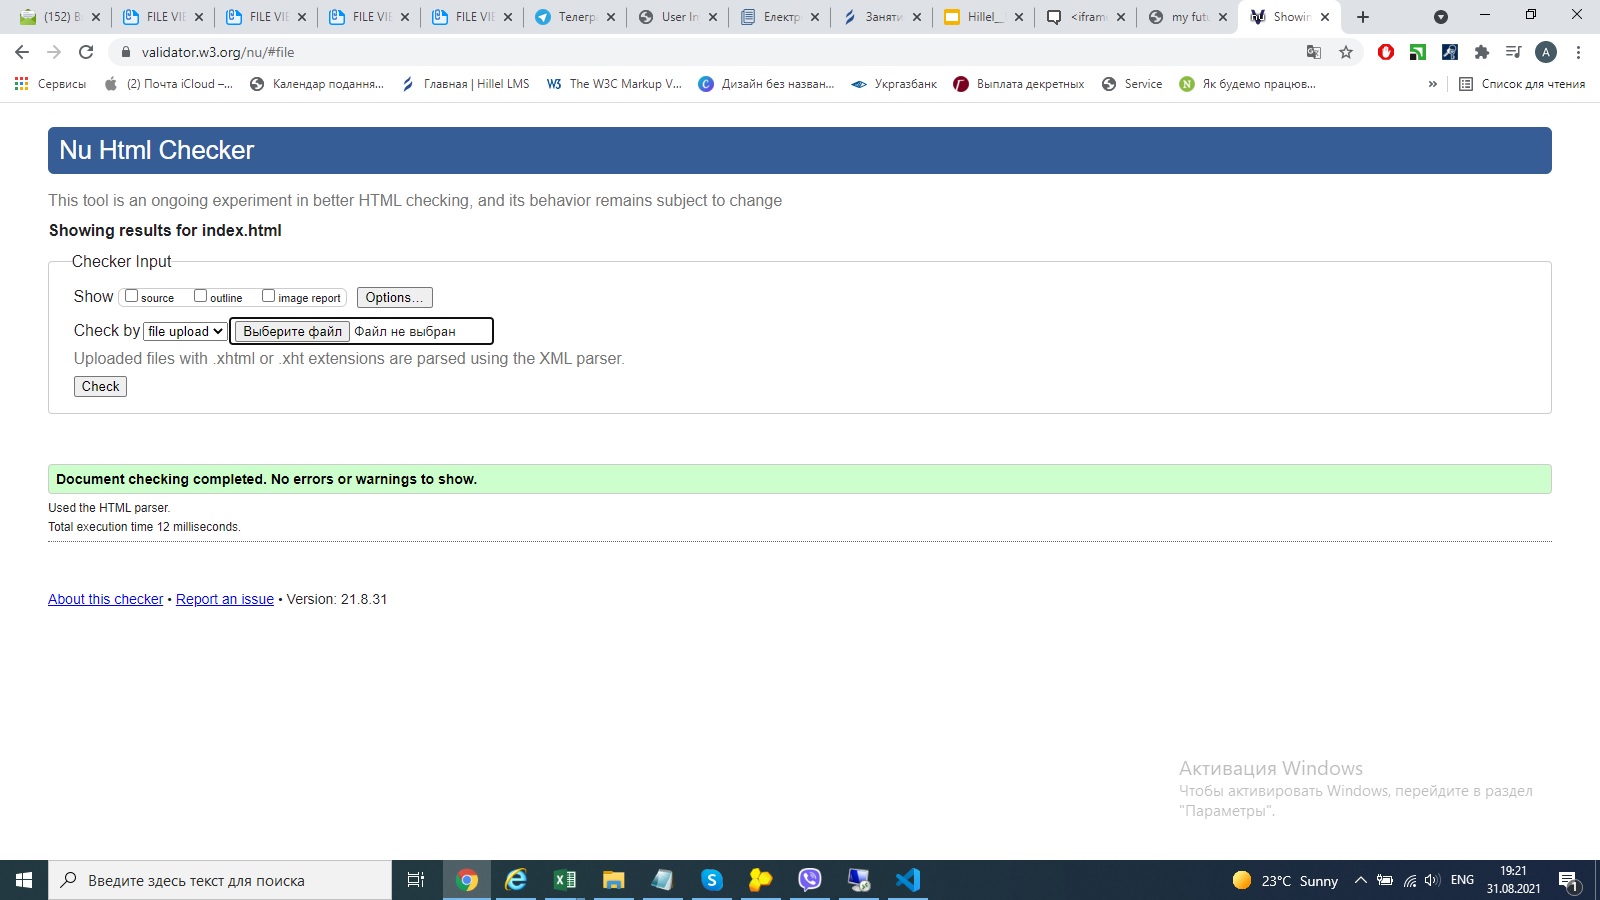 (152) В
FILE VIE
FILE VIE
FILE VIE
FILE VIE
Телегр
User In
Електр
Заняти
Hillel_
<iframe
my futu
Showin
validator.w3.org/nu/#file
A
Сервисы
(2) Почта iCloud –...
Календар подання...
Главная | Hillel LMS
The W3C Markup V...
Дизайн без назван...
Укргазбанк
Выплата декретных
Service
Як будемо працюв...
»
Список для чтения
Nu Html Checker
This tool is an ongoing experiment in better HTML checking, and its behavior remains subject to change
Showing results for index.html
Checker Input
Show source outline image report Options...
Check by file upload Выберите файл Файл не выбран
Uploaded files with .xhtml or .xht extensions are parsed using the XML parser.
Check
Document checking completed. No errors or warnings to show.
Used the HTML parser.
Total execution time 12 milliseconds.
About this checker • Report an issue • Version: 21.8.31
Активация Windows
Чтобы активировать Windows, перейдите в раздел
"Параметры".
Введите здесь текст для поиска
23°C Sunny
ENG
19:21
31.08.2021
1